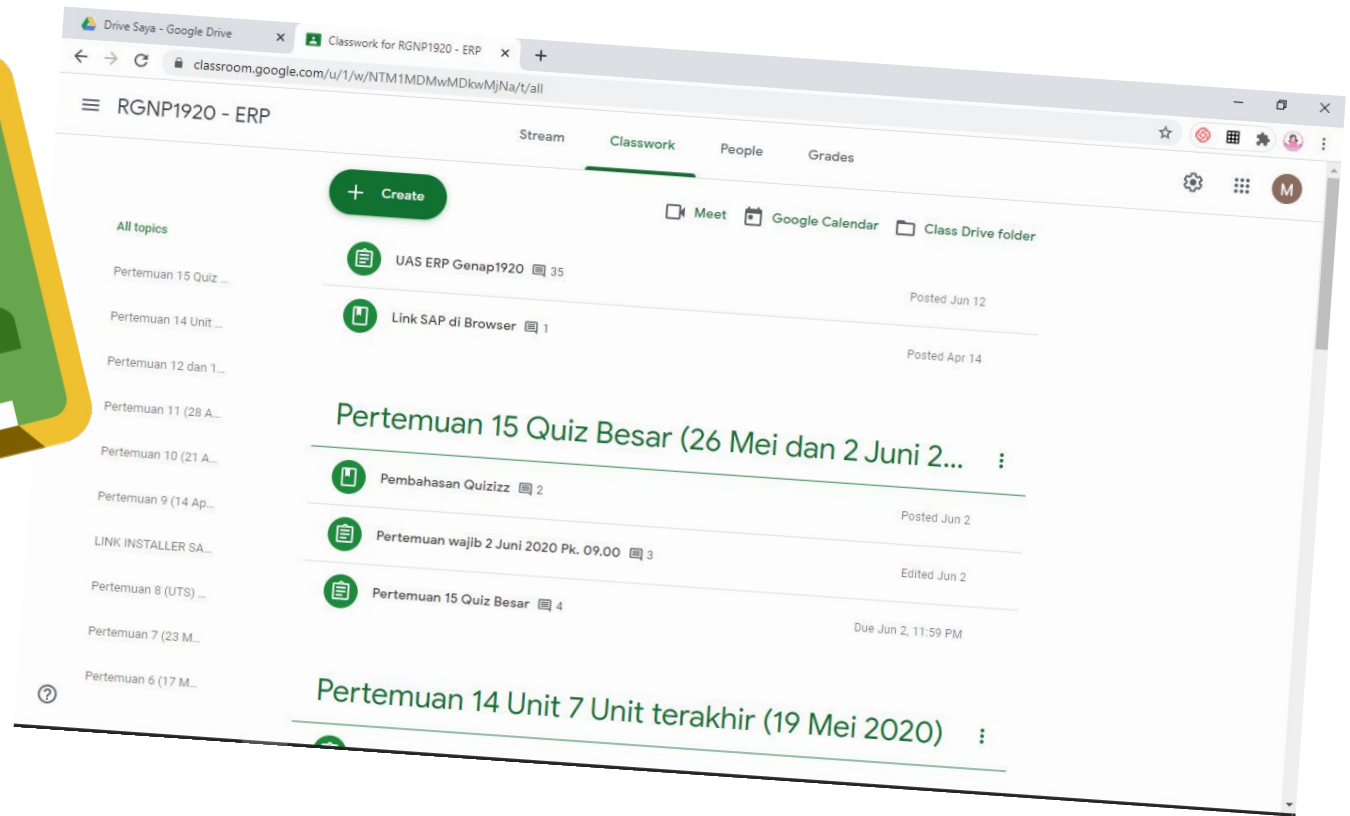 Drive Saya - Google Drive
Classwork for RGNP1920 - ERP
classroom.google.com/u/1/w/NTM1MDMwMDkwMjNa/t/all
RGNP1920 - ERP
Stream Classwork People Grades
M
Create
Meet Google Calendar Class Drive folder
All topics
Pertemuan 15 Quiz ...
Pertemuan 14 Unit ...
Pertemuan 12 dan 1...
Pertemuan 11 (28 A...
Pertemuan 10 (21 A...
Pertemuan 9 (14 Ap...
LINK INSTALLER SA...
Pertemuan 8 (UTS) ...
Pertemuan 7 (23 M...
Pertemuan 6 (17 M...
UAS ERP Genap1920 35
Posted Jun 12
Link SAP di Browser 1
Posted Apr 14
Pertemuan 15 Quiz Besar (26 Mei dan 2 Juni 2...
Pembahasan Quizizz 2
Posted Jun 2
Pertemuan wajib 2 Juni 2020 Pk. 09.00 3
Edited Jun 2
Pertemuan 15 Quiz Besar 4
Due Jun 2, 11:59 PM
Pertemuan 14 Unit 7 Unit terakhir (19 Mei 2020)